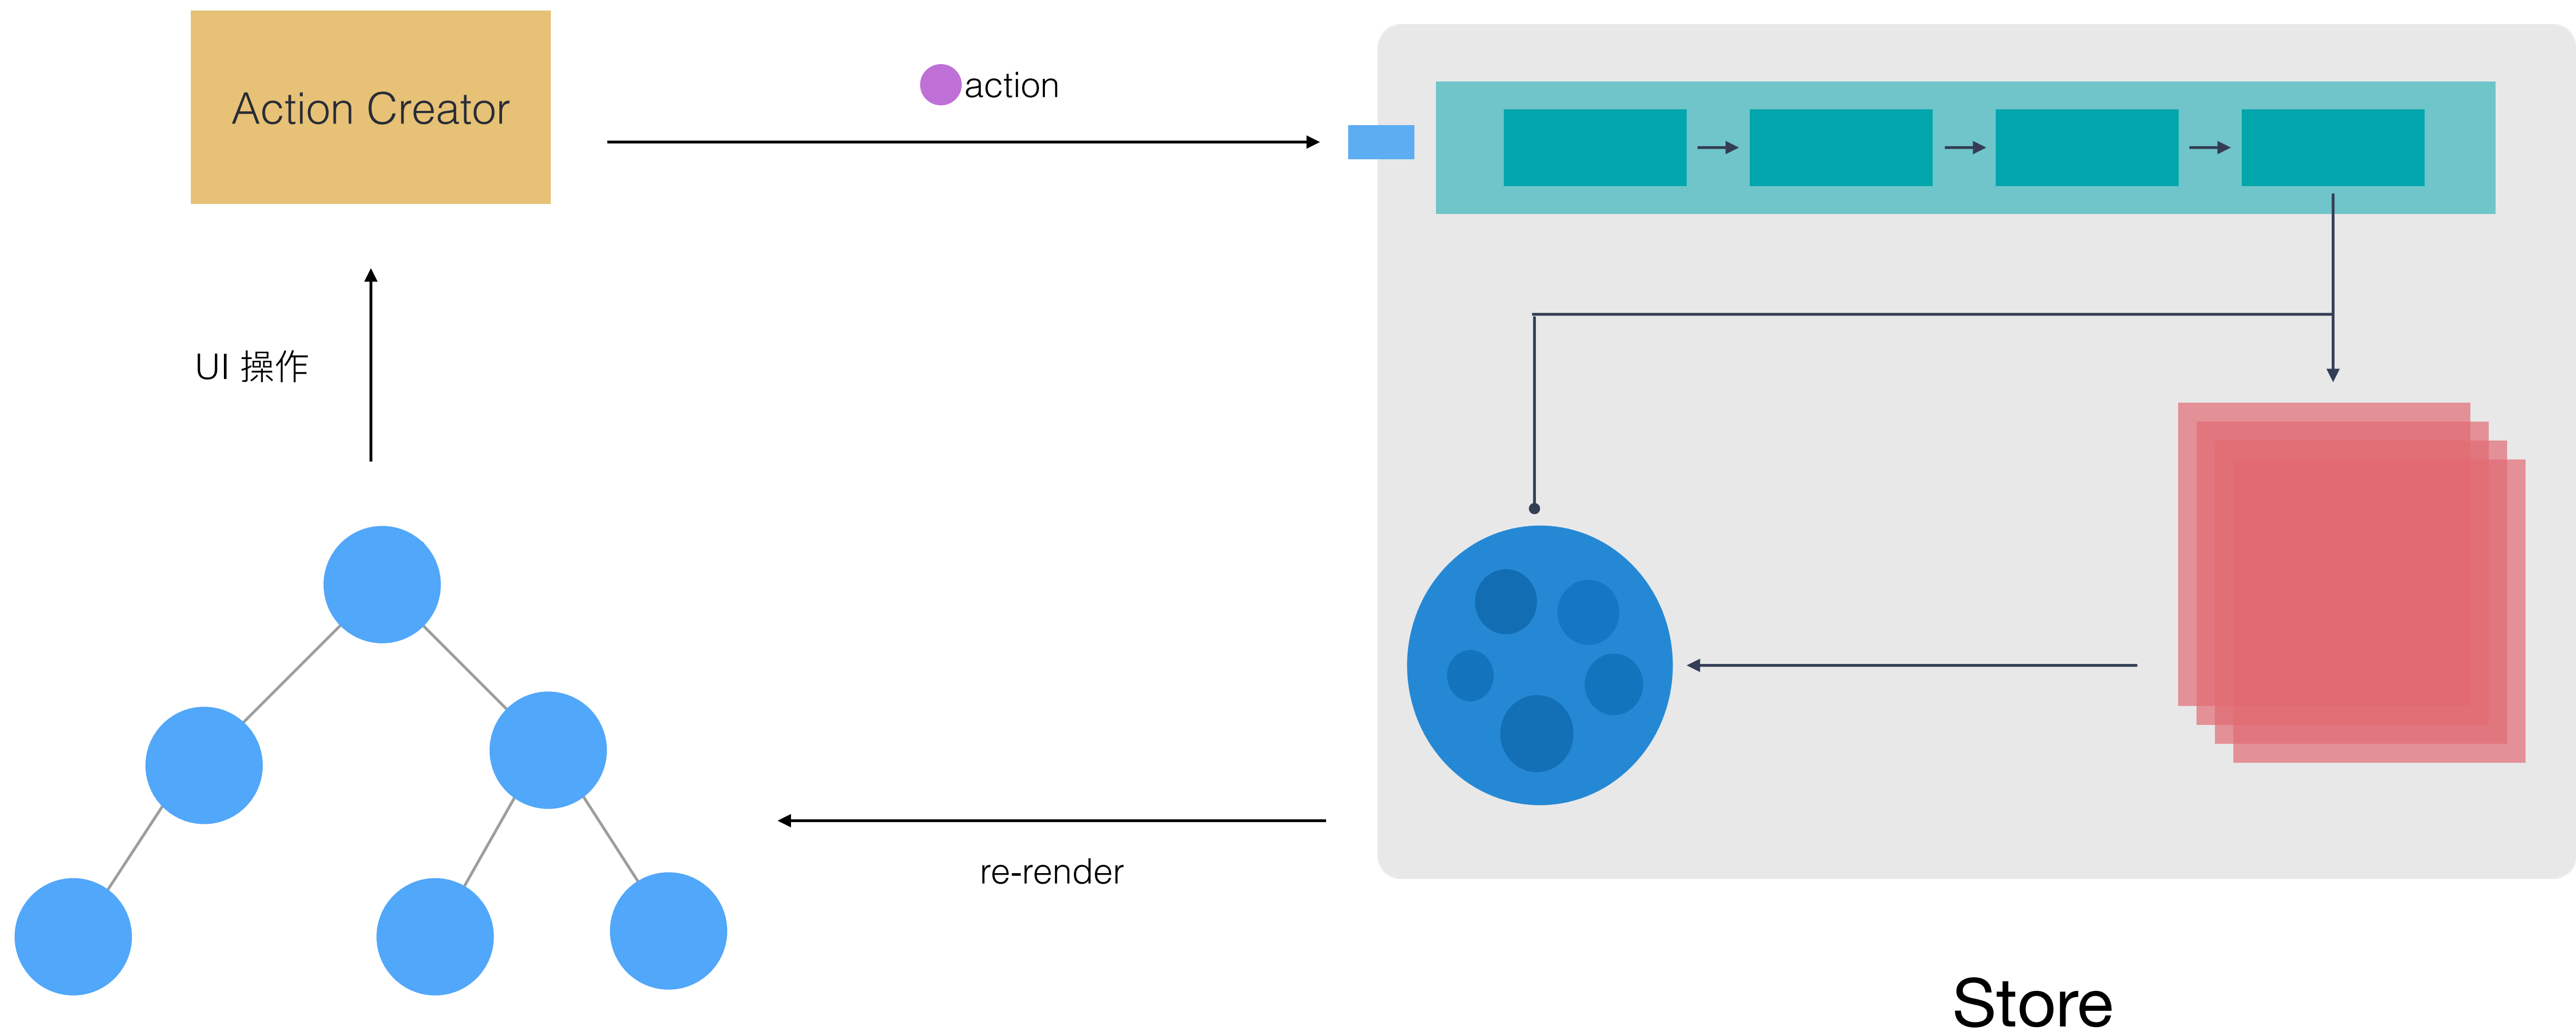 Action Creator
action
UI 操作
re-render
Store